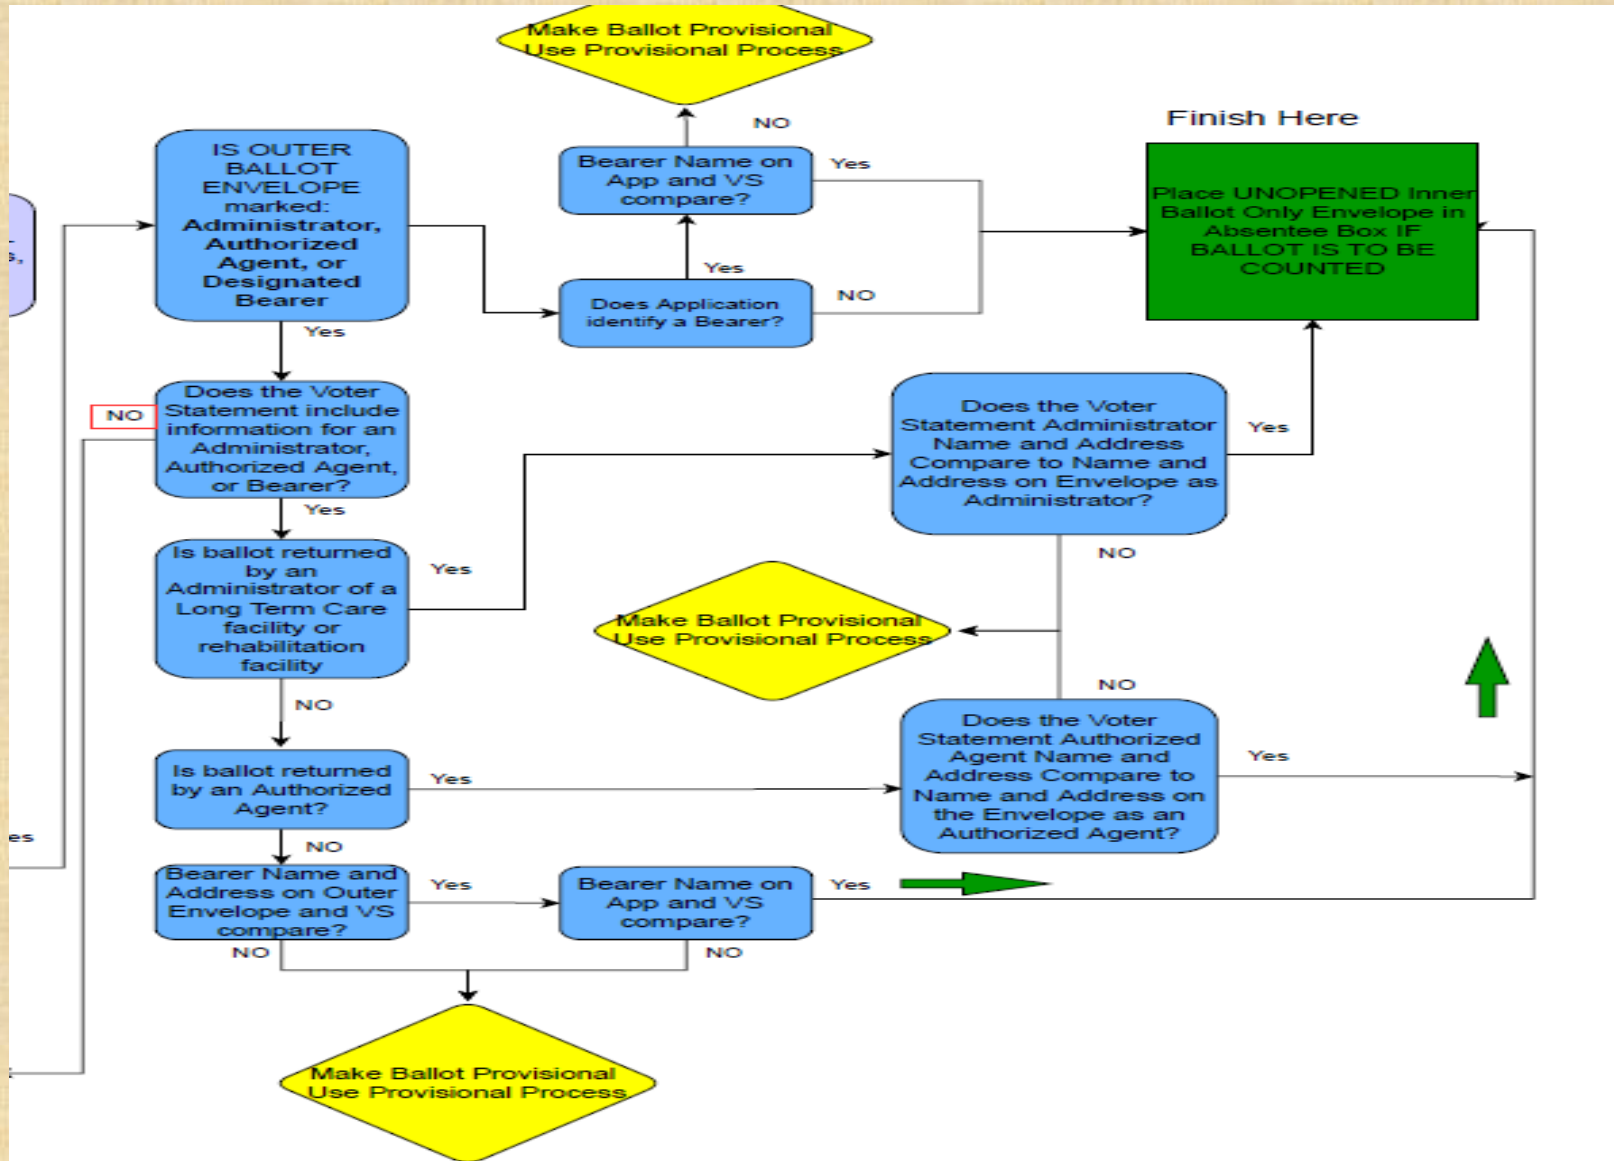 Make Ballot Provisional
Use Provisional Process
Finish Here
NO
IS OUTER
BALLOT
ENVELOPE
marked:
Administrator,
Authorized
Agent, or
Designated
Bearer
Bearer Name on
App and VS
compare?
Yes
Place UNOPENED Inner
Ballot Only Envelope in
Absentee Box IF
BALLOT IS TO BE
COUNTED
s,
Yes
Does Application
identify a Bearer?
NO
Yes
NO
Does the Voter
Statement include
information for an
Administrator,
Authorized Agent,
or Bearer?
Does the Voter
Statement Administrator
Name and Address
Compare to Name and
Address on Envelope as
Administrator?
Yes
Yes
Is ballot returned
by an
Administrator of a
Long Term Care
facility or
rehabilitation
facility
Yes
NO
Make Ballot Provisional
Use Provisional Process
NO
NO
Is ballot returned
by an Authorized
Agent?
Yes
Does the Voter
Statement Authorized
Agent Name and
Address Compare to
Name and Address on
the Envelope as an
Authorized Agent?
Yes
es
NO
Bearer Name and
Address on Outer
Envelope and VS
compare?
Yes
Bearer Name on
App and VS
compare?
Yes
NO
NO
Make Ballot Provisional
Use Provisional Process